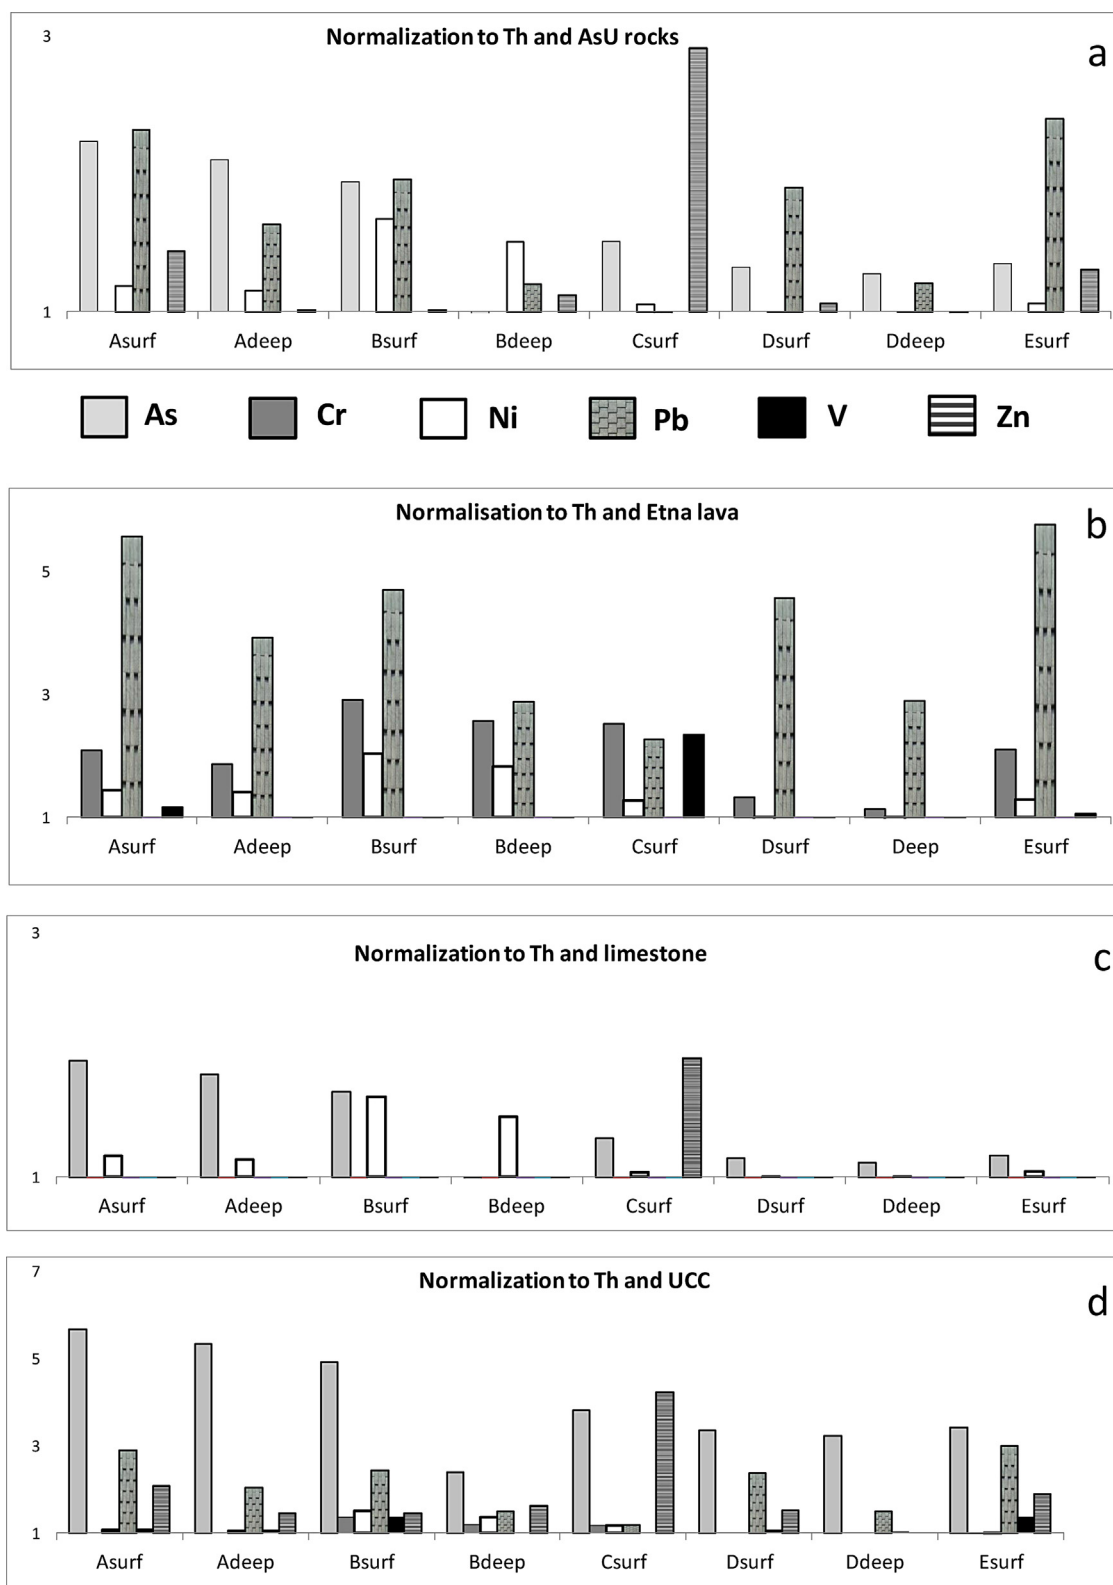 Normalization to Th and AsU rocks
a
3
1
Asurf Adeep Bsurf Bdeep Csurf Dsurf Ddeep Esurf
As Cr Ni Pb V Zn
Normalisation to Th and Etna lava
b
5
3
1
Asurf Adeep Bsurf Bdeep Csurf Dsurf Deep Esurf
3
Normalization to Th and limestone
c
1
Asurf Adeep Bsurf Bdeep Csurf Dsurf Ddeep Esurf
7
Normalization to Th and UCC
d
5
3
1
Asurf Adeep Bsurf Bdeep Csurf Dsurf Ddeep Esurf